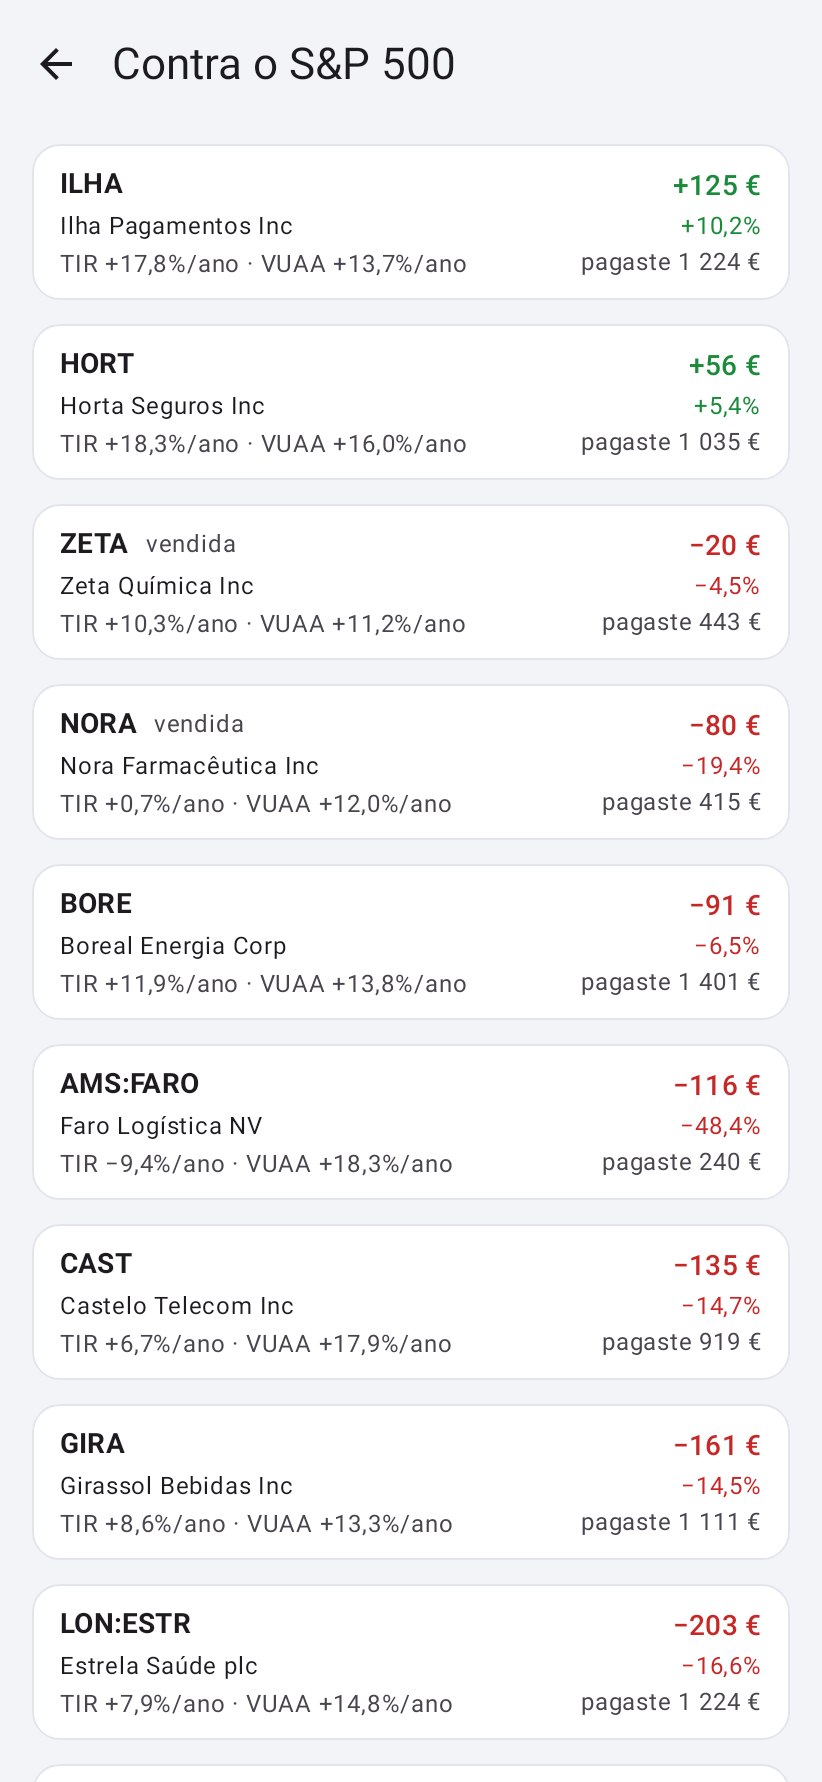 Contra o S&P 500
ILHA
+125 €
Ilha Pagamentos Inc
+10,2%
TIR +17,8%/ano · VUAA +13,7%/ano
pagaste 1 224 €
HORT
+56 €
Horta Seguros Inc
+5,4%
TIR +18,3%/ano · VUAA +16,0%/ano
pagaste 1 035 €
ZETA vendida
−20 €
Zeta Química Inc
−4,5%
TIR +10,3%/ano · VUAA +11,2%/ano
pagaste 443 €
NORA vendida
−80 €
Nora Farmacêutica Inc
−19,4%
TIR +0,7%/ano · VUAA +12,0%/ano
pagaste 415 €
BORE
−91 €
Boreal Energia Corp
−6,5%
TIR +11,9%/ano · VUAA +13,8%/ano
pagaste 1 401 €
AMS:FARO
−116 €
Faro Logística NV
−48,4%
TIR −9,4%/ano · VUAA +18,3%/ano
pagaste 240 €
CAST
−135 €
Castelo Telecom Inc
−14,7%
TIR +6,7%/ano · VUAA +17,9%/ano
pagaste 919 €
GIRA
−161 €
Girassol Bebidas Inc
−14,5%
TIR +8,6%/ano · VUAA +13,3%/ano
pagaste 1 111 €
LON:ESTR
−203 €
Estrela Saúde plc
−16,6%
TIR +7,9%/ano · VUAA +14,8%/ano
pagaste 1 224 €